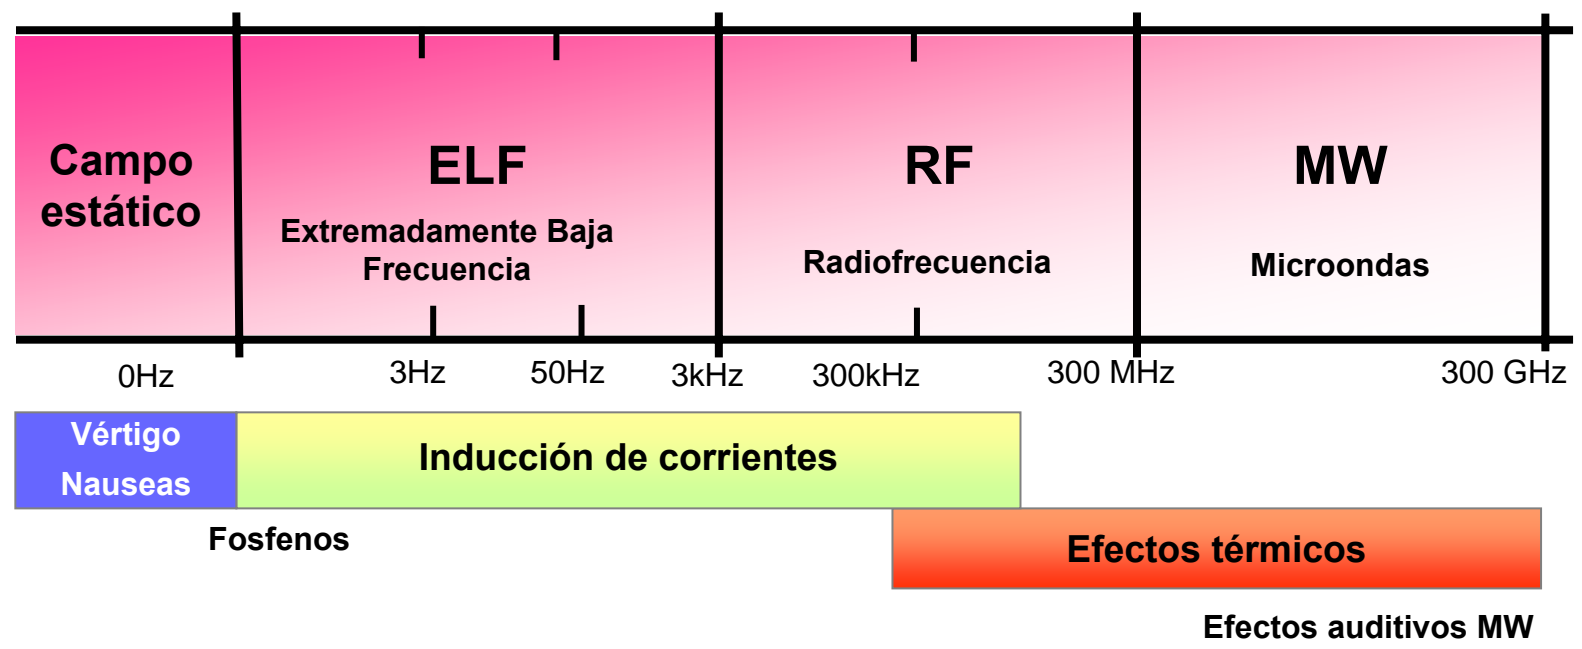 Campo
estático
ELF
Extremadamente Baja
Frecuencia
RF
Radiofrecuencia
MW
Microondas
0Hz 3Hz 50Hz 3kHz 300kHz 300 MHz 300 GHz
Vértigo
Nauseas
Inducción de corrientes
Fosfenos
Efectos térmicos
Efectos auditivos MW